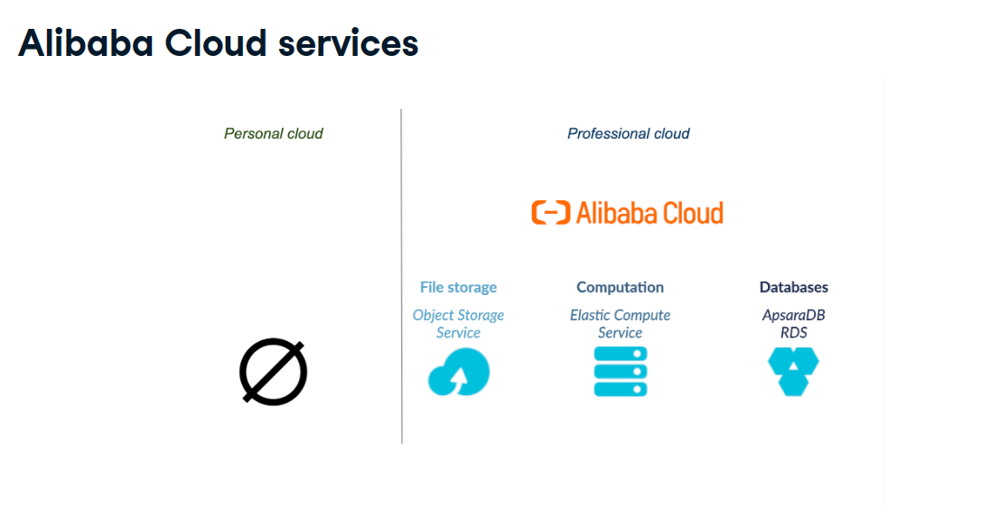 Alibaba Cloud services
Personal cloud
Professional cloud
Alibaba Cloud
File storage
Object Storage
Service
Computation
Elastic Compute
Service
Databases
ApsaraDB
RDS